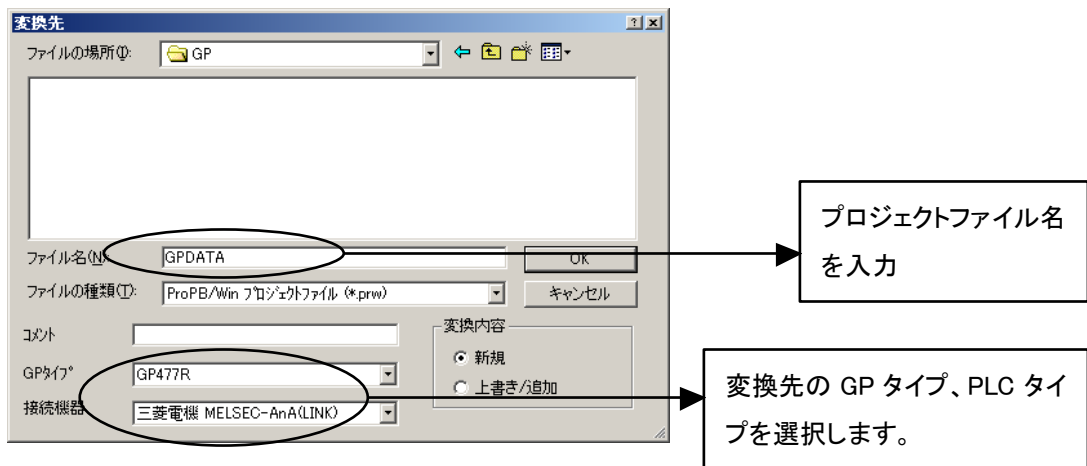 変換先
ファイルの場所(I):
GP
ファイル名(N):
GPDATA
OK
ファイルの種類(T):
ProPB/Win プロジェクトファイル (*.prw)
キャンセル
コメント
変換内容
新規
上書き/追加
GPタイプ
GP477R
接続機器
三菱電機 MELSEC-AnA(LINK)
プロジェクトファイル名
を入力
変換先の GP タイプ、PLC タイ
プを選択します。